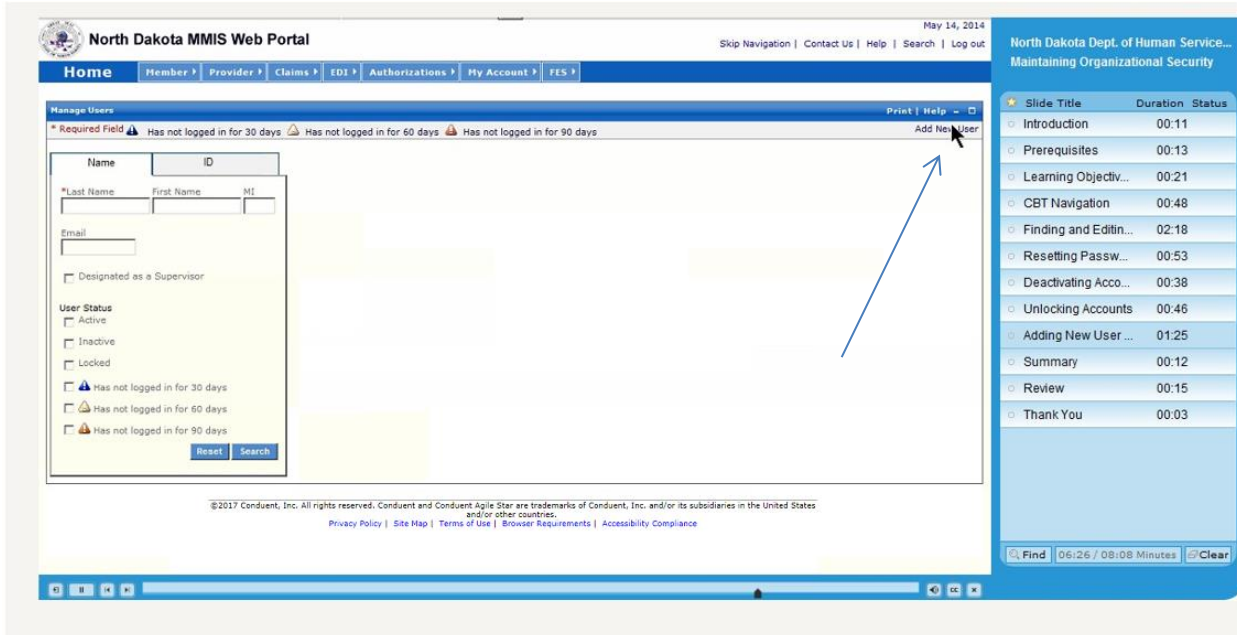 May 14, 2014
North Dakota MMIS Web Portal
Skip Navigation | Contact Us | Help | Search | Log out
Home Member Provider Claims EDI Authorizations My Account FES
Manage Users Print | Help
* Required Field Has not logged in for 30 days Has not logged in for 60 days Has not logged in for 90 days Add New User
Name ID
*Last Name First Name MI
Email
Designated as a Supervisor
User Status
Active
Inactive
Locked
Has not logged in for 30 days
Has not logged in for 60 days
Has not logged in for 90 days
Reset Search
©2017 Conduent, Inc. All rights reserved. Conduent and Conduent Agile Star are trademarks of Conduent, Inc. and/or its subsidiaries in the United States
and/or other countries.
Privacy Policy | Site Map | Terms of Use | Browser Requirements | Accessibility Compliance
North Dakota Dept. of Human Service...
Maintaining Organizational Security
Slide Title Duration Status
Introduction 00:11
Prerequisites 00:13
Learning Objectiv... 00:21
CBT Navigation 00:48
Finding and Editin... 02:18
Resetting Passw... 00:53
Deactivating Acco... 00:38
Unlocking Accounts 00:46
Adding New User ... 01:25
Summary 00:12
Review 00:15
Thank You 00:03
Find 06:26 / 08:08 Minutes Clear
CC